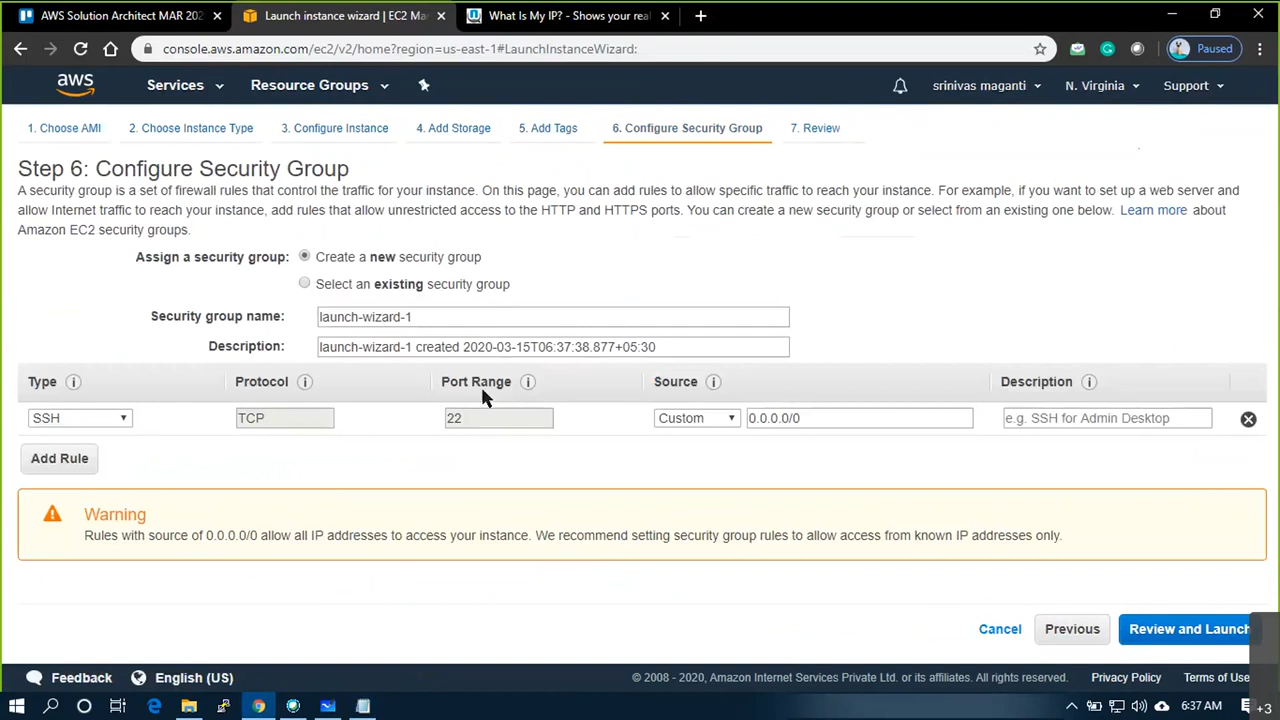 AWS Solution Architect MAR 202
Launch instance wizard | EC2 Ma
What Is My IP? - Shows your real
console.aws.amazon.com/ec2/v2/home?region=us-east-1#LaunchInstanceWizard:
Paused
aws
Services
Resource Groups
srinivas maganti
N. Virginia
Support
1. Choose AMI
2. Choose Instance Type
3. Configure Instance
4. Add Storage
5. Add Tags
6. Configure Security Group
7. Review
Step 6: Configure Security Group
A security group is a set of firewall rules that control the traffic for your instance. On this page, you can add rules to allow specific traffic to reach your instance. For example, if you want to set up a web server and
allow Internet traffic to reach your instance, add rules that allow unrestricted access to the HTTP and HTTPS ports. You can create a new security group or select from an existing one below. Learn more about
Amazon EC2 security groups.
Assign a security group:
Create a new security group
Select an existing security group
Security group name:
launch-wizard-1
Description:
launch-wizard-1 created 2020-03-15T06:37:38.877+05:30
Type
Protocol
Port Range
Source
Description
SSH
TCP
22
Custom
0.0.0.0/0
e.g. SSH for Admin Desktop
Add Rule
Warning
Rules with source of 0.0.0.0/0 allow all IP addresses to access your instance. We recommend setting security group rules to allow access from known IP addresses only.
Cancel
Previous
Review and Launch
Feedback
English (US)
© 2008 - 2020, Amazon Internet Services Private Ltd. or its affiliates. All rights reserved.
Privacy Policy
Terms of Use
6:37 AM
+3